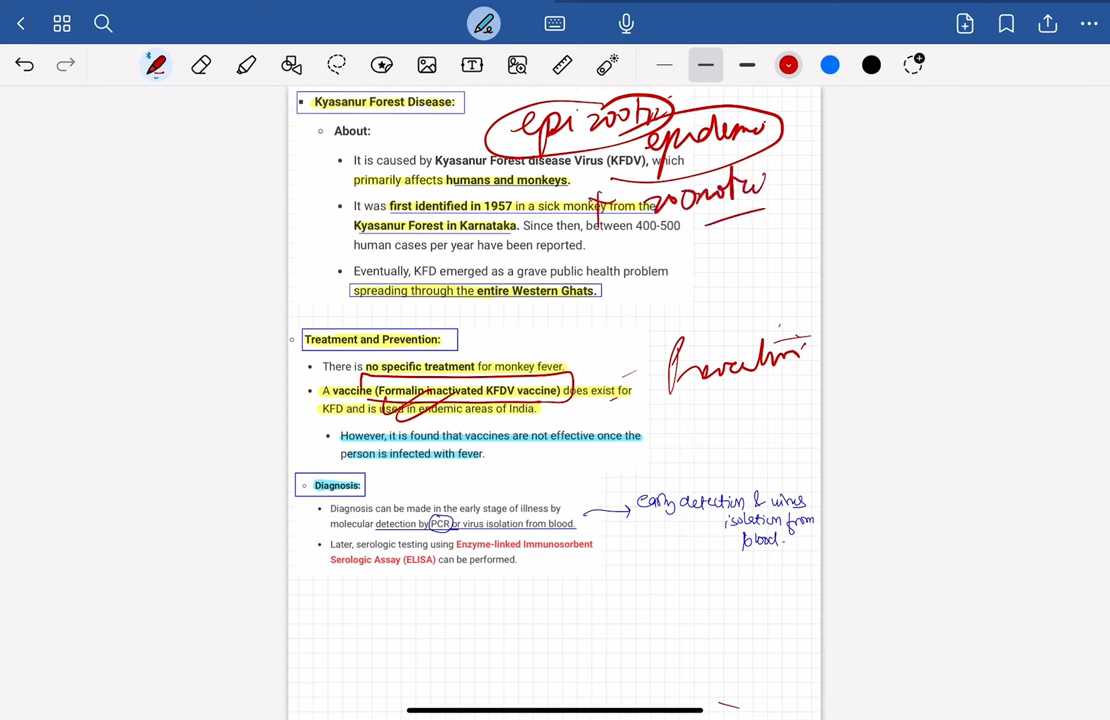 Kyasanur Forest Disease:
epizootic
About:
epidemi
It is caused by Kyasanur Forest disease Virus (KFDV), which
primarily affects humans and monkeys.
+ zoonotic
It was first identified in 1957 in a sick monkey from the
Kyasanur Forest in Karnataka. Since then, between 400-500
human cases per year have been reported.
Eventually, KFD emerged as a grave public health problem
spreading through the entire Western Ghats.
Treatment and Prevention:
There is no specific treatment for monkey fever.
A vaccine (Formalin inactivated KFDV vaccine) does exist for
KFD and is used in endemic areas of India.
However, it is found that vaccines are not effective once the
person is infected with fever.
Diagnosis:
Diagnosis can be made in the early stage of illness by
molecular detection by PCR or virus isolation from blood.
early detection & virus
isolation from
blood.
Later, serologic testing using Enzyme-linked Immunosorbent
Serologic Assay (ELISA) can be performed.